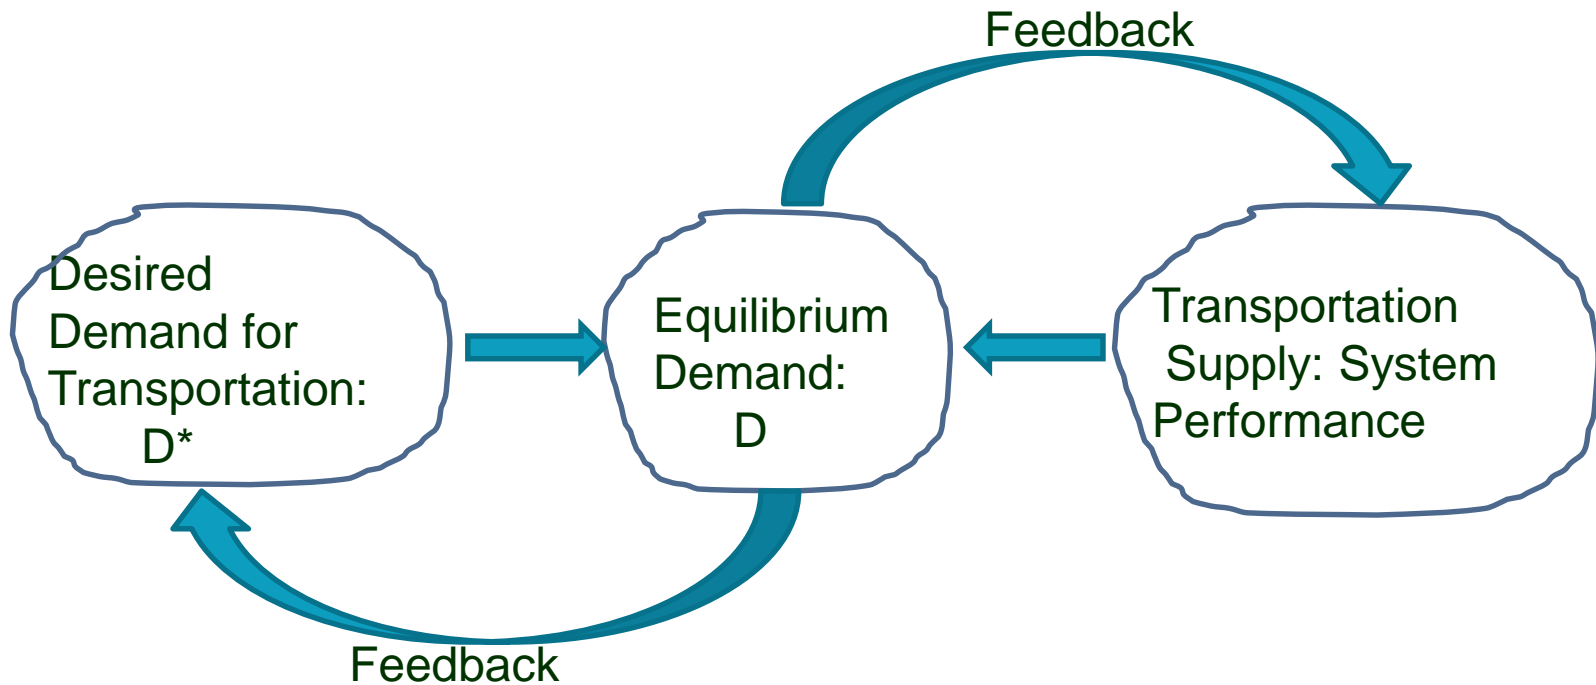 Feedback
Desired
Demand for
Transportation:
D*
Equilibrium
Demand:
D
Transportation
Supply: System
Performance
Feedback